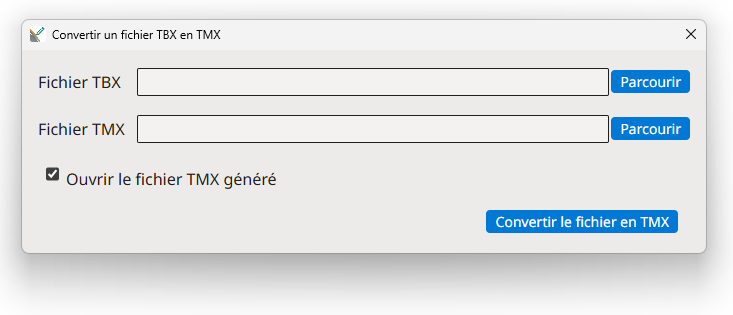 Convertir un fichier TBX en TMX
Fichier TBX Parcourir
Fichier TMX Parcourir
Ouvrir le fichier TMX généré
Convertir le fichier en TMX